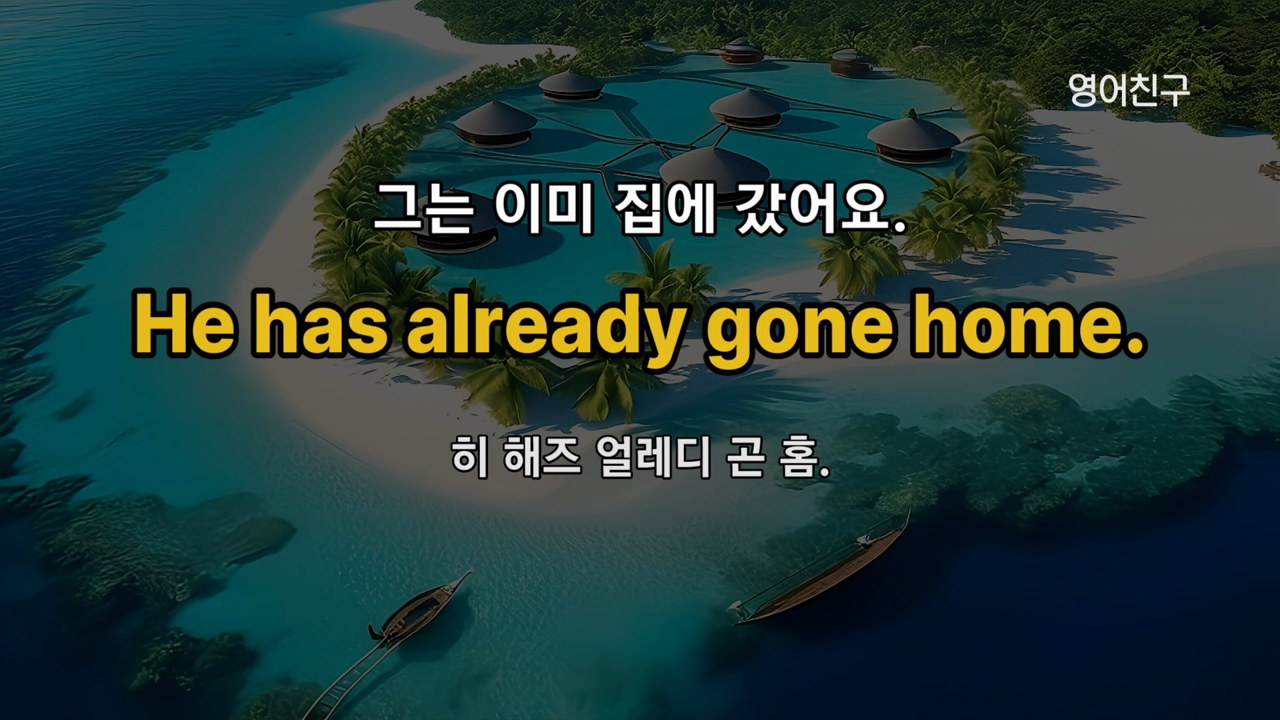 영어친구
그는 이미 집에 갔어요.
He has already gone home.
히 해즈 얼레디 곤 홈.